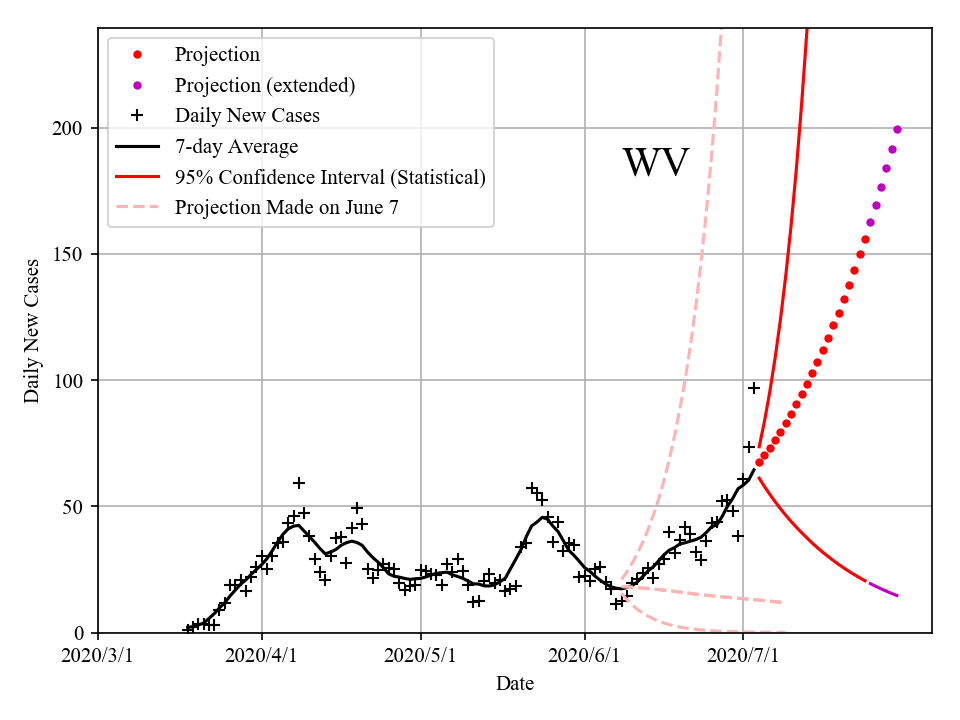 Projection
Projection (extended)
Daily New Cases
7-day Average
95% Confidence Interval (Statistical)
Projection Made on June 7
WV
200
150
100
50
0
Daily New Cases
2020/3/1 2020/4/1 2020/5/1 2020/6/1 2020/7/1
Date